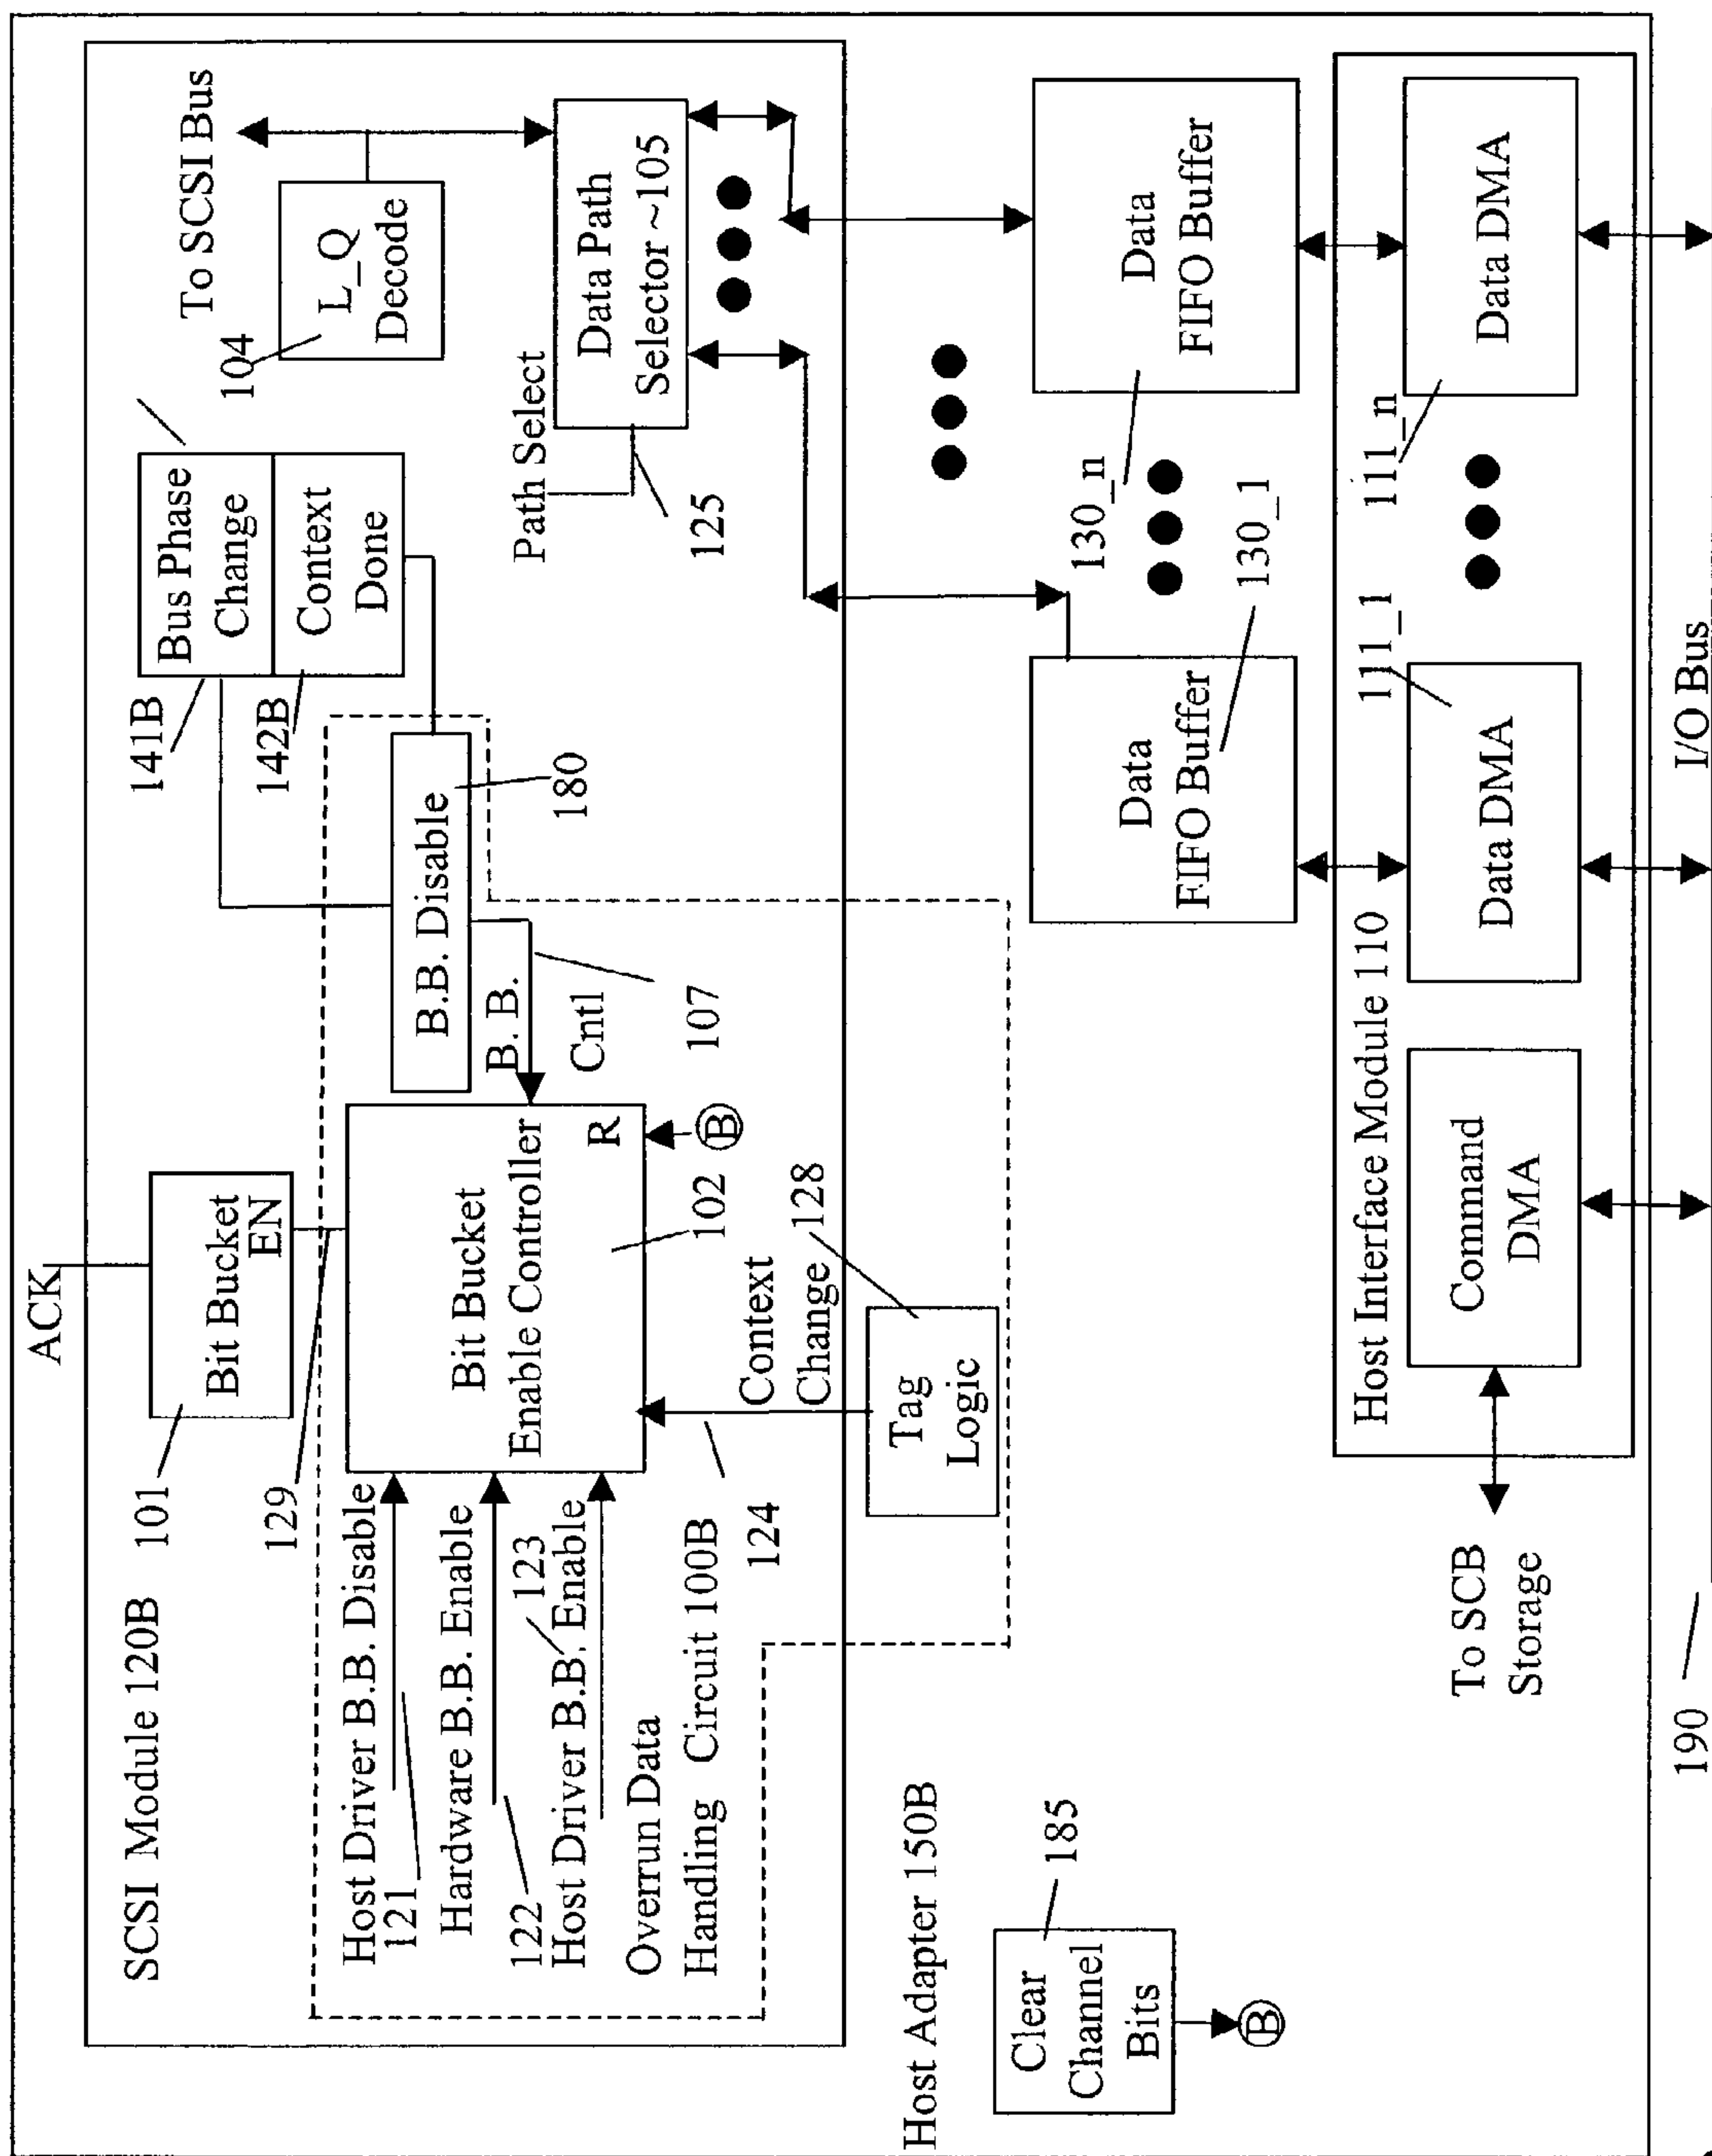 ACK
SCSI Module 120B
101
Bit Bucket
EN
129
141B
Bus Phase
Change
142B
Context
Done
To SCSI Bus
104
L_Q
Decode
Host Driver B.B. Disable
121
Hardware B.B. Enable
122
123
Host Driver B.B. Enable
Bit Bucket
Enable Controller
R
102
B
B.B. Disable
180
B. B.
Cntl
107
Path Select
125
Data Path
Selector ~105
Overrun Data
Handling Circuit 100B
124
Context
Change
128
Tag
Logic
Host Adapter 150B
Clear
Channel
Bits
185
B
Data
FIFO Buffer
130_1
Data
FIFO Buffer
130_n
Host Interface Module 110
111_1
111_n
To SCB
Storage
Command
DMA
Data DMA
Data DMA
190
I/O Bus